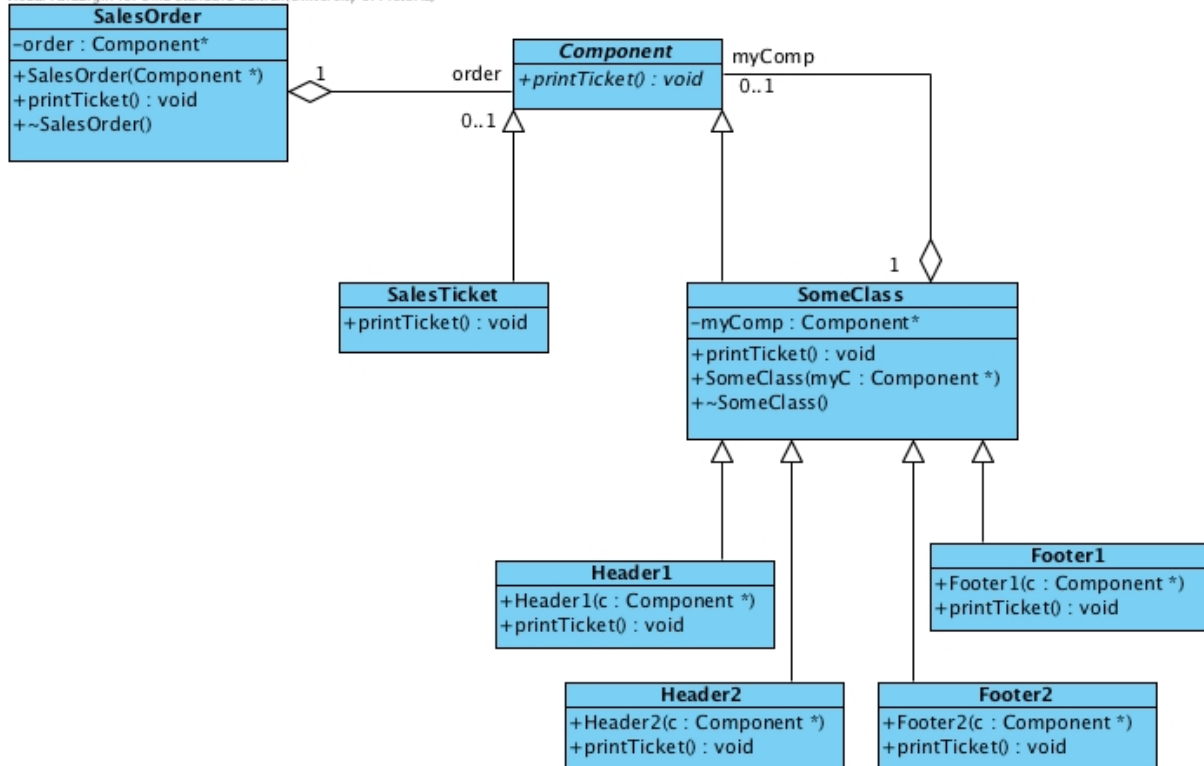 SalesOrder
-order : Component*
+SalesOrder(Component *)
+printTicket() : void
+~SalesOrder()
1
order
0..1
Component
+printTicket() : void
myComp
0..1
SalesTicket
+printTicket() : void
1
SomeClass
-myComp : Component*
+printTicket() : void
+SomeClass(myC : Component *)
+~SomeClass()
Header1
+Header1(c : Component *)
+printTicket() : void
Footer1
+Footer1(c : Component *)
+printTicket() : void
Header2
+Header2(c : Component *)
+printTicket() : void
Footer2
+Footer2(c : Component *)
+printTicket() : void